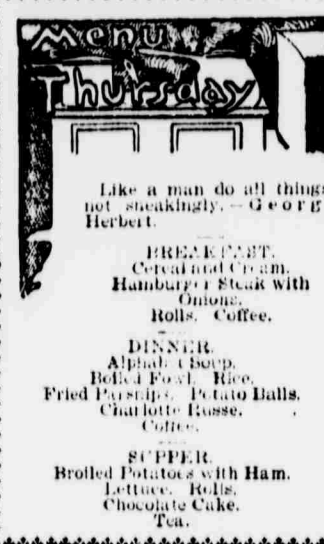 Menu
Thursday
Like a man do all things
not sneakingly. — Georg
Herbert.
BREAKFAST.
Cereal and Cream.
Hamburger Steak with
Onions.
Rolls. Coffee.
DINNER.
Alphabet Soup.
Boiled Fowl. Rice.
Fried Parsnips. Potato Balls.
Charlotte Russe.
Coffee.
SUPPER.
Broiled Potatoes with Ham.
Lettuce. Rolls.
Chocolate Cake.
Tea.